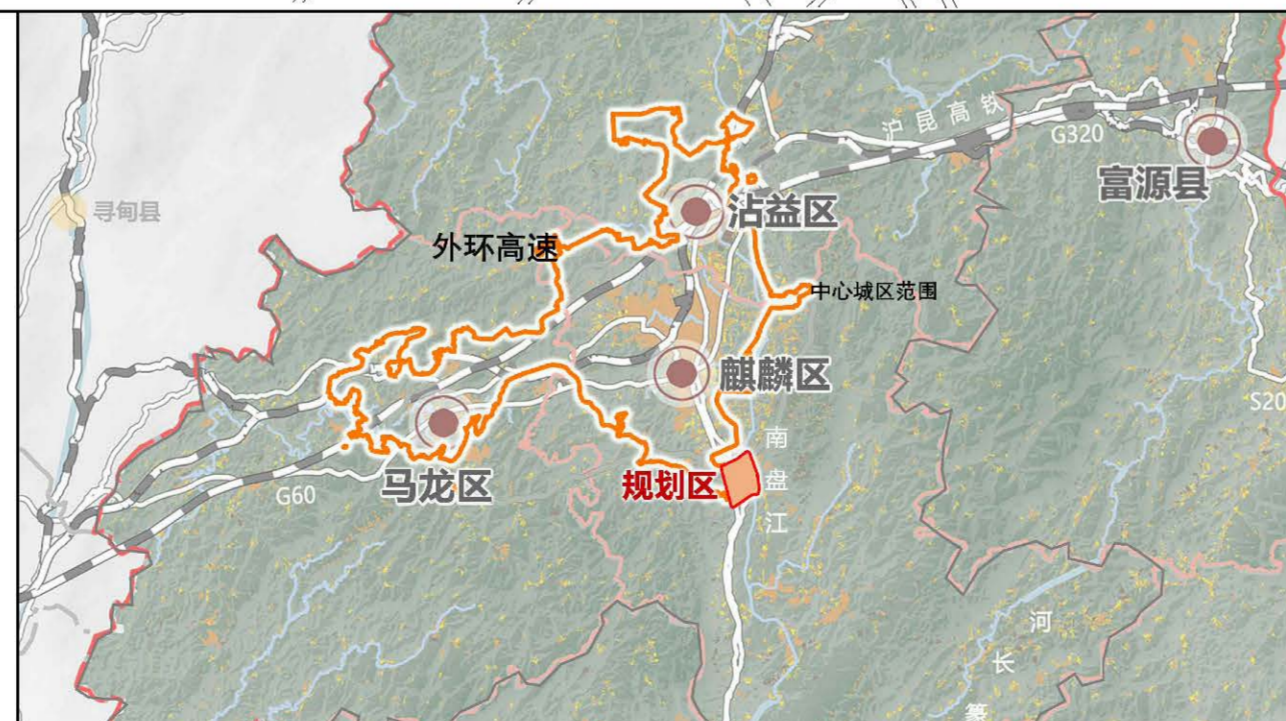 沪昆高铁
G320
富源县
寻甸县
沾益区
外环高速
中心城区范围
麒麟区
S20
南盘江
马龙区
规划区
G60
河
长
篆